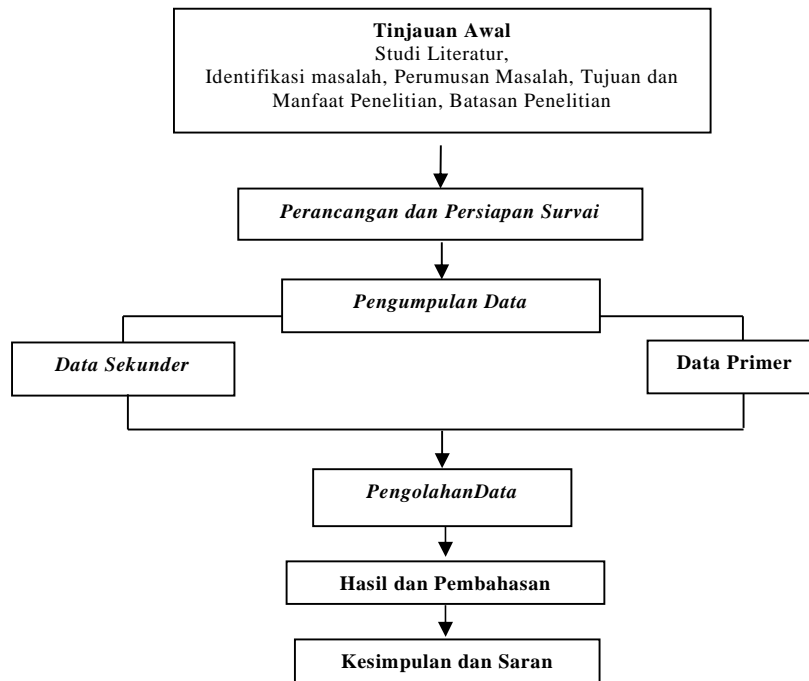 Tinjauan Awal
Studi Literatur,
Identifikasi masalah, Perumusan Masalah, Tujuan dan
Manfaat Penelitian, Batasan Penelitian
Perancangan dan Persiapan Survai
Pengumpulan Data
Data Sekunder
Data Primer
PengolahanData
Hasil dan Pembahasan
Kesimpulan dan Saran